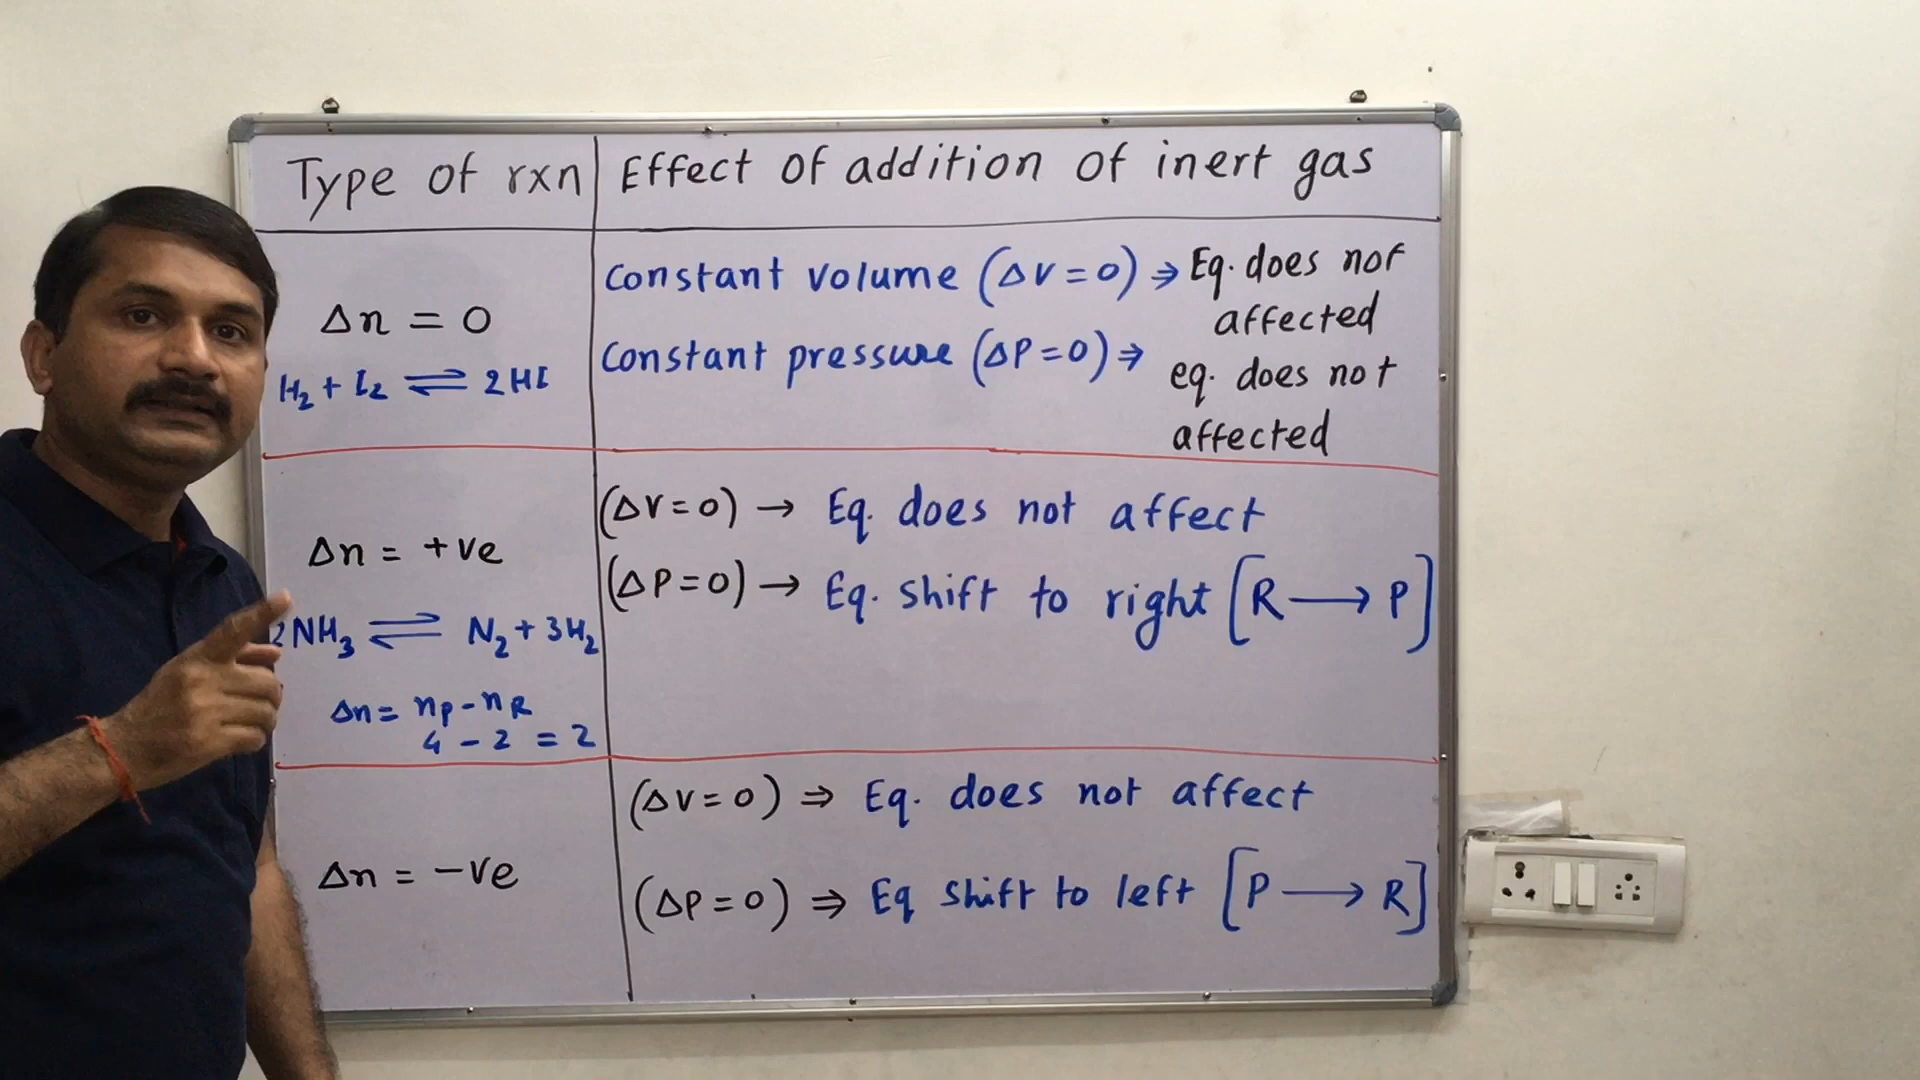 Type of rxn
Effect of addition of inert gas
Δn = 0
H₂ + I₂ ⇌ 2HI
Constant volume (ΔV = 0) ⇒ Eq. does not affected
Constant pressure (ΔP = 0) ⇒ eq. does not affected
Δn = +ve
2NH₃ ⇌ N₂ + 3H₂
Δn = nP - nR
4 - 2 = 2
(ΔV = 0) → Eq. does not affect
(ΔP = 0) → Eq. shift to right [R → P]
Δn = -ve
(ΔV = 0) ⇒ Eq. does not affect
(ΔP = 0) ⇒ Eq shift to left [P → R]